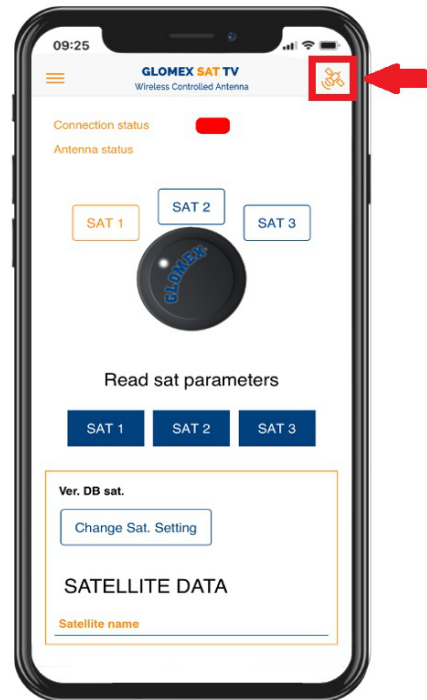 09:25
GLOMEX SAT TV
Wireless Controlled Antenna
Connection status
Antenna status
SAT 1
SAT 2
SAT 3
GLOMEX
Read sat parameters
SAT 1 SAT 2 SAT 3
Ver. DB sat.
Change Sat. Setting
SATELLITE DATA
Satellite name